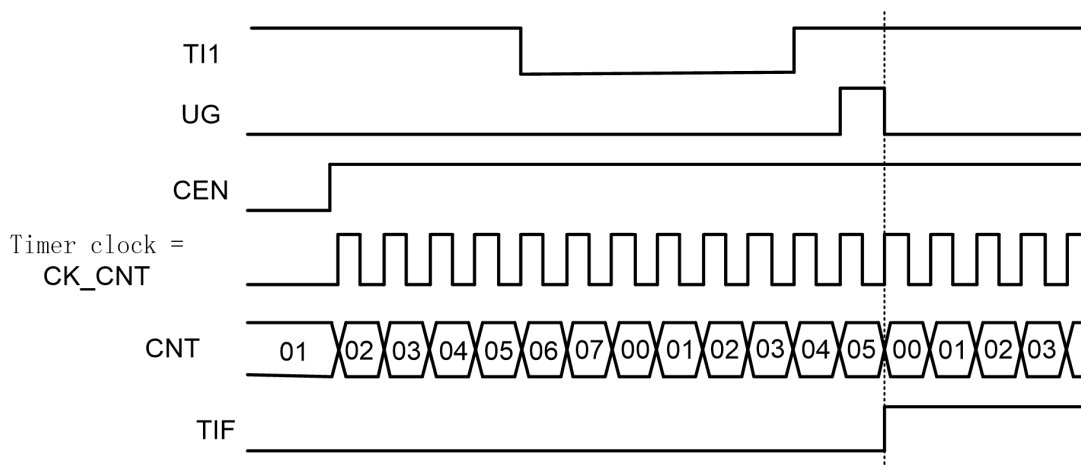 TI1
UG
CEN
Timer clock =
CK_CNT
CNT 01 02 03 04 05 06 07 00 01 02 03 04 05 00 01 02 03
TIF